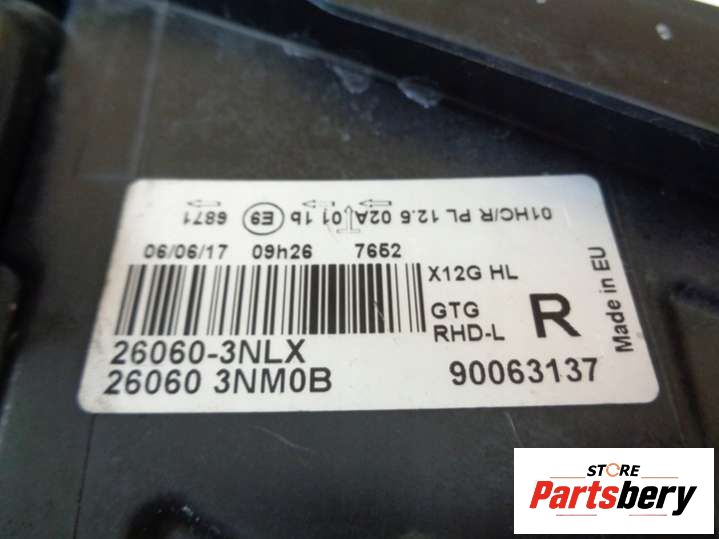 01HC/R PL 12.5 02A 01 1b E9 6871
06/06/17 09h26 7652
X12G HL
GTG
RHD-L
R
Made in EU
26060-3NLX
26060 3NM0B
90063137
STORE
Partsbery